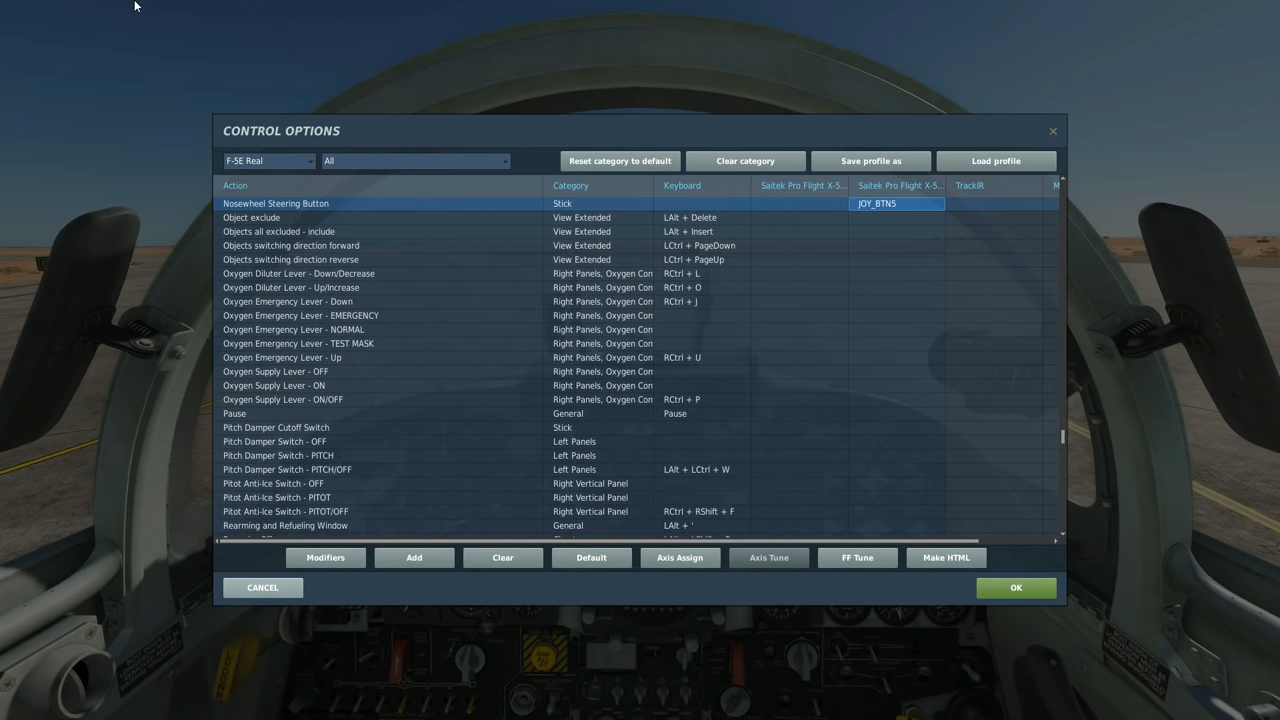 CONTROL OPTIONS
F-5E Real All Reset category to default Clear category Save profile as Load profile
Action Category Keyboard Saitek Pro Flight X-5... Saitek Pro Flight X-5... TrackIR M
Nosewheel Steering Button Stick JOY_BTN5
Object exclude View Extended LAlt + Delete
Objects all excluded - include View Extended LAlt + Insert
Objects switching direction forward View Extended LCtrl + PageDown
Objects switching direction reverse View Extended LCtrl + PageUp
Oxygen Diluter Lever - Down/Decrease Right Panels, Oxygen Con RCtrl + L
Oxygen Diluter Lever - Up/Increase Right Panels, Oxygen Con RCtrl + O
Oxygen Emergency Lever - Down Right Panels, Oxygen Con RCtrl + J
Oxygen Emergency Lever - EMERGENCY Right Panels, Oxygen Con
Oxygen Emergency Lever - NORMAL Right Panels, Oxygen Con
Oxygen Emergency Lever - TEST MASK Right Panels, Oxygen Con
Oxygen Emergency Lever - Up Right Panels, Oxygen Con RCtrl + U
Oxygen Supply Lever - OFF Right Panels, Oxygen Con
Oxygen Supply Lever - ON Right Panels, Oxygen Con
Oxygen Supply Lever - ON/OFF Right Panels, Oxygen Con RCtrl + P
Pause General Pause
Pitch Damper Cutoff Switch Stick
Pitch Damper Switch - OFF Left Panels
Pitch Damper Switch - PITCH Left Panels
Pitch Damper Switch - PITCH/OFF Left Panels LAlt + LCtrl + W
Pitot Anti-Ice Switch - OFF Right Vertical Panel
Pitot Anti-Ice Switch - PITOT Right Vertical Panel
Pitot Anti-Ice Switch - PITOT/OFF Right Vertical Panel RCtrl + RShift + F
Rearming and Refueling Window General LAlt + '
Modifiers Add Clear Default Axis Assign Axis Tune FF Tune Make HTML
CANCEL OK